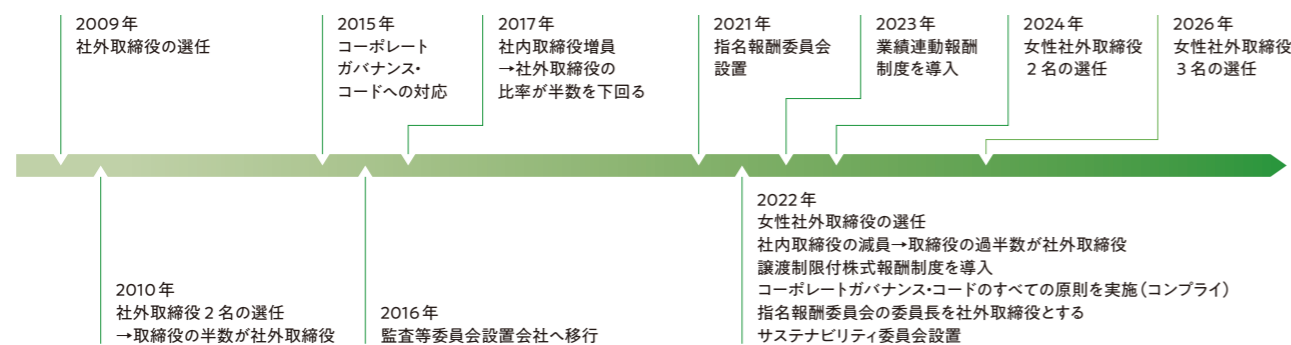 2009年
社外取締役の選任
2015年
コーポレート
ガバナンス・
コードへの対応
2017年
社内取締役増員
→社外取締役の
比率が半数を下回る
2021年
指名報酬委員会
設置
2023年
業績連動報酬
制度を導入
2024年
女性社外取締役
2名の選任
2026年
女性社外取締役
3名の選任
2010年
社外取締役2名の選任
→取締役の半数が社外取締役
2016年
監査等委員会設置会社へ移行
2022年
女性社外取締役の選任
社内取締役の減員→取締役の過半数が社外取締役
譲渡制限付株式報酬制度を導入
コーポレートガバナンス・コードのすべての原則を実施(コンプライ)
指名報酬委員会の委員長を社外取締役とする
サステナビリティ委員会設置